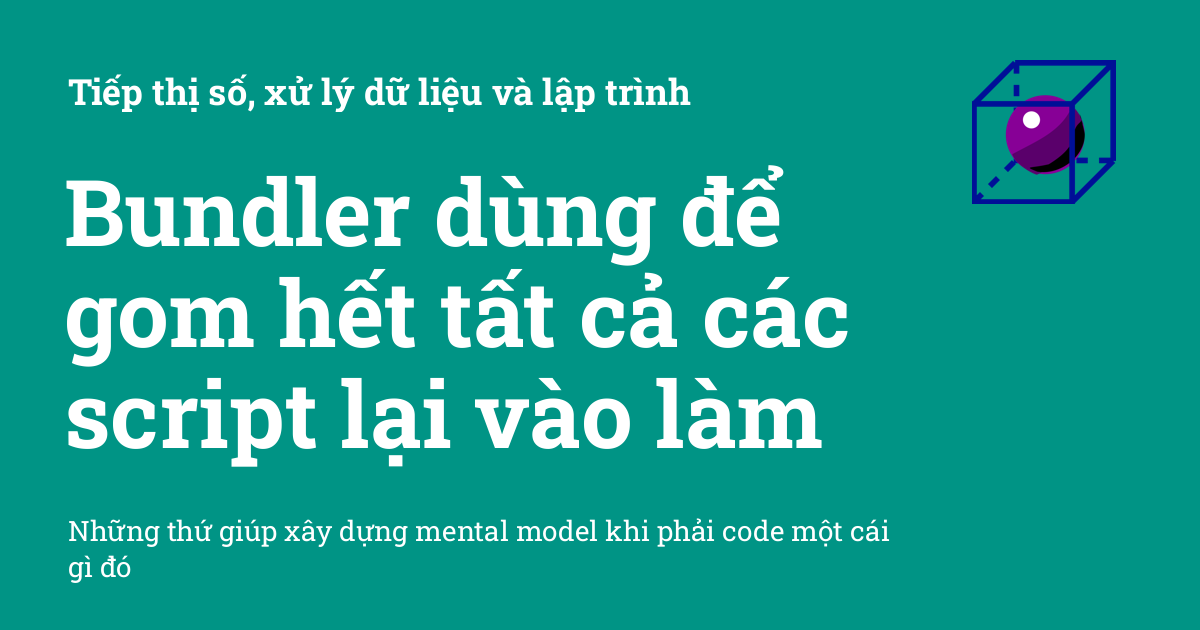 Tiếp thị số, xử lý dữ liệu và lập trình
Bundler dùng để
gom hết tất cả các
script lại vào làm
Những thứ giúp xây dựng mental model khi phải code một cái
gì đó